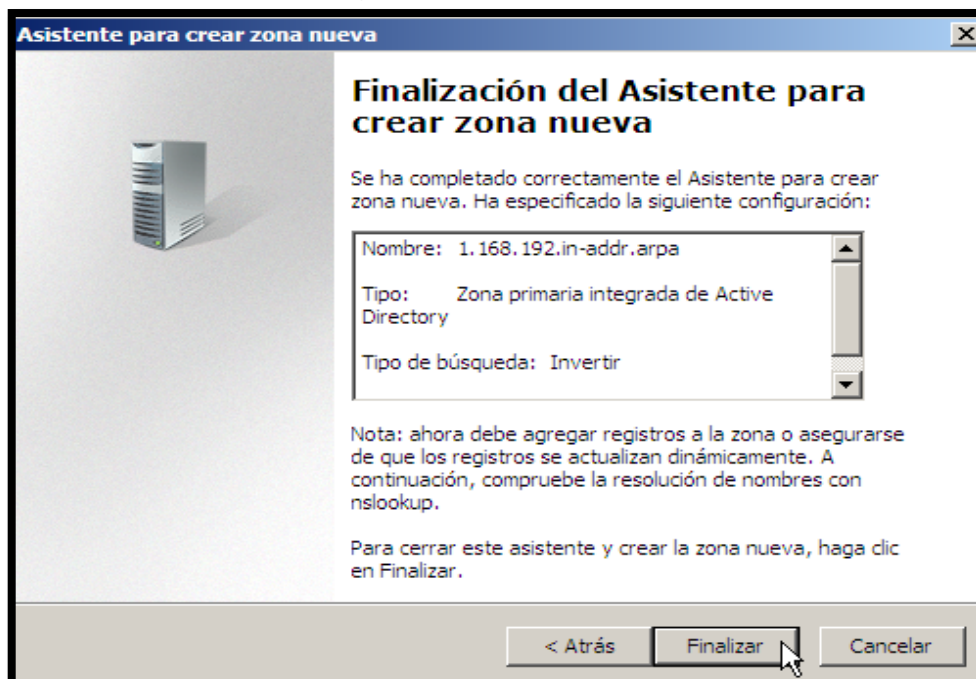 Asistente para crear zona nueva
Finalización del Asistente para
crear zona nueva
Se ha completado correctamente el Asistente para crear
zona nueva. Ha especificado la siguiente configuración:
Nombre: 1.168.192.in-addr.arpa
Tipo: Zona primaria integrada de Active
Directory
Tipo de búsqueda: Invertir
Nota: ahora debe agregar registros a la zona o asegurarse
de que los registros se actualizan dinámicamente. A
continuación, compruebe la resolución de nombres con
nslookup.
Para cerrar este asistente y crear la zona nueva, haga clic
en Finalizar.
< Atrás Finalizar Cancelar